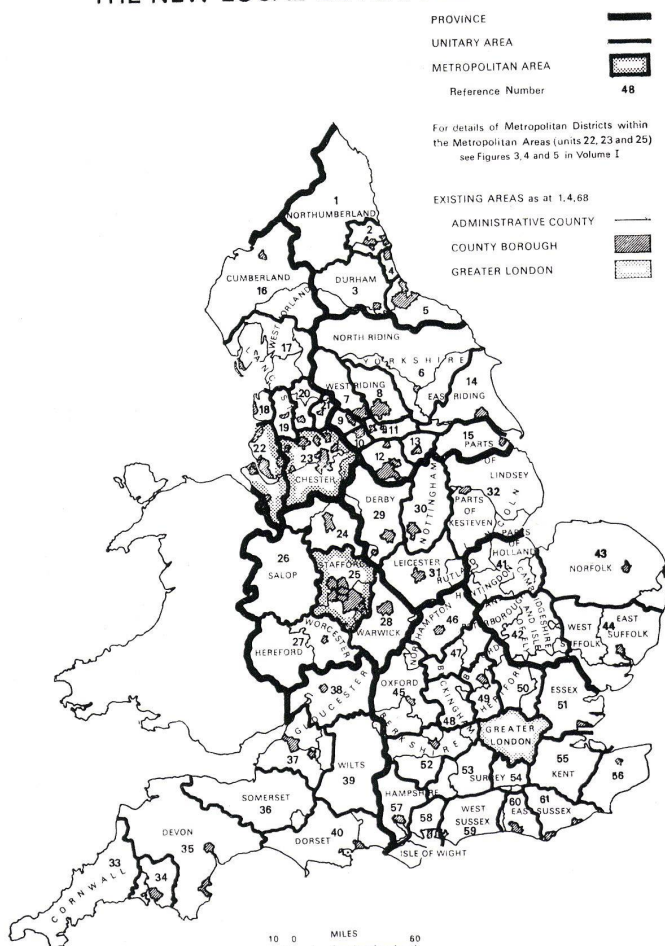 PROVINCE
UNITARY AREA
METROPOLITAN AREA
Reference Number 48
For details of Metropolitan Districts within
the Metropolitan Areas (units 22, 23 and 25)
see Figures 3, 4 and 5 in Volume I
EXISTING AREAS as at 1,4,68
ADMINISTRATIVE COUNTY
COUNTY BOROUGH
GREATER LONDON
1
NORTHUMBERLAND
2
CUMBERLAND
16
DURHAM
3
4
5
WESTMORLAND
17
NORTH RIDING
YORKSHIRE
6
14
WEST RIDING
7
8
EAST RIDING
18
19
20
9
11
22
23
CHESTER
12
13
15
PARTS
OF
LINDSEY
DERBY
29
30
NOTTINGHAM
32
PARTS
OF
KESTEVEN
LINCOLN
24
STAFFORD
25
26
SALOP
LEICESTER
31
RUTLAND
PARTS
OF
HOLLAND
41
43
NORFOLK
28
WARWICK
27
WORCESTER
HEREFORD
NORTHAMPTON
46
47
42
WEST
SUFFOLK
EAST
44
SUFFOLK
38
GLOUCESTER
OXFORD
45
BUCKINGHAM
48
49
HERTFORD
50
ESSEX
51
37
WILTS
39
BERKSHIRE
52
GREATER
LONDON
53
SURREY
54
55
KENT
56
SOMERSET
36
HAMPSHIRE
57
58
WEST
SUSSEX
59
60
61
EAST SUSSEX
DEVON
35
DORSET
40
ISLE OF WIGHT
33
CORNWALL
34
10 0 MILES 60